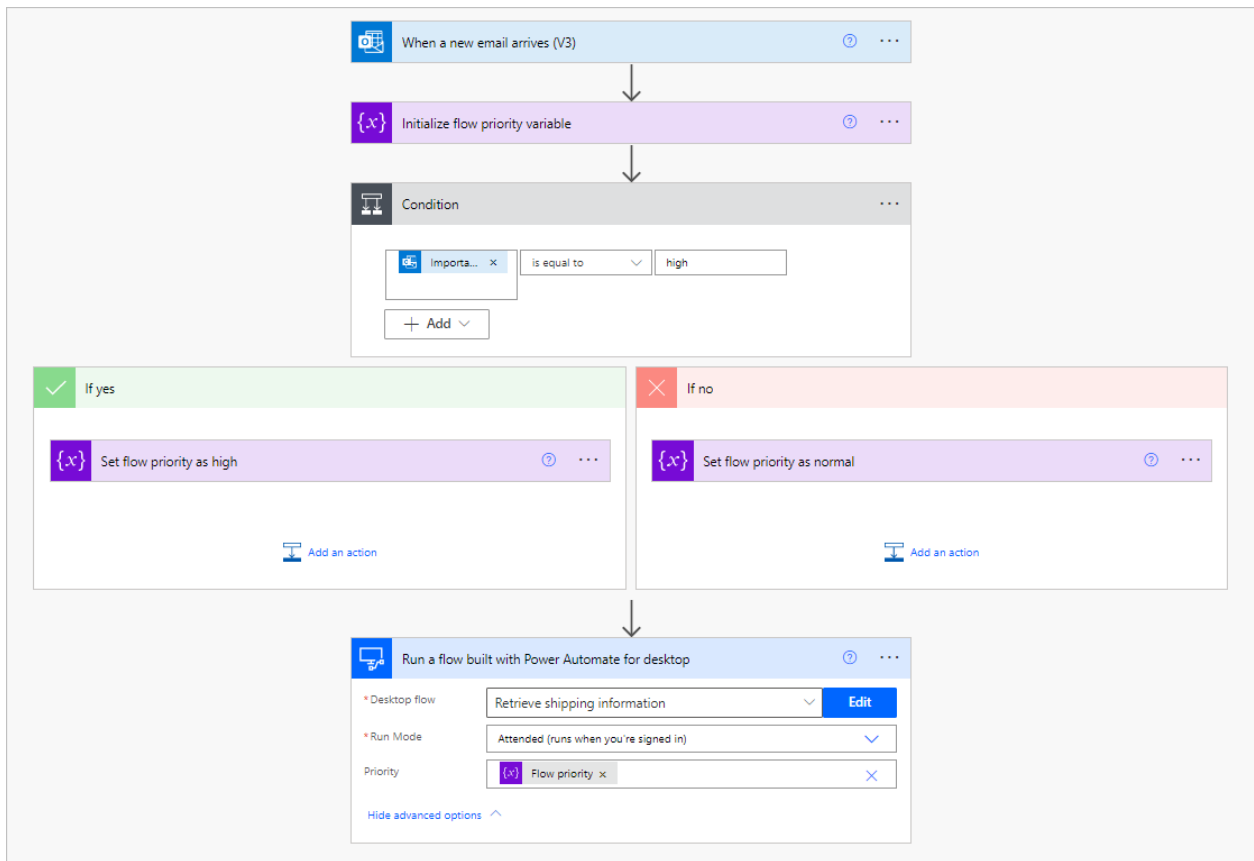 When a new email arrives (V3)
{x} Initialize flow priority variable
Condition
Importa... × is equal to high
+ Add
If yes
If no
{x} Set flow priority as high
{x} Set flow priority as normal
Add an action
Add an action
Run a flow built with Power Automate for desktop
* Desktop flow Retrieve shipping information Edit
* Run Mode Attended (runs when you're signed in)
Priority {x} Flow priority ×
Hide advanced options